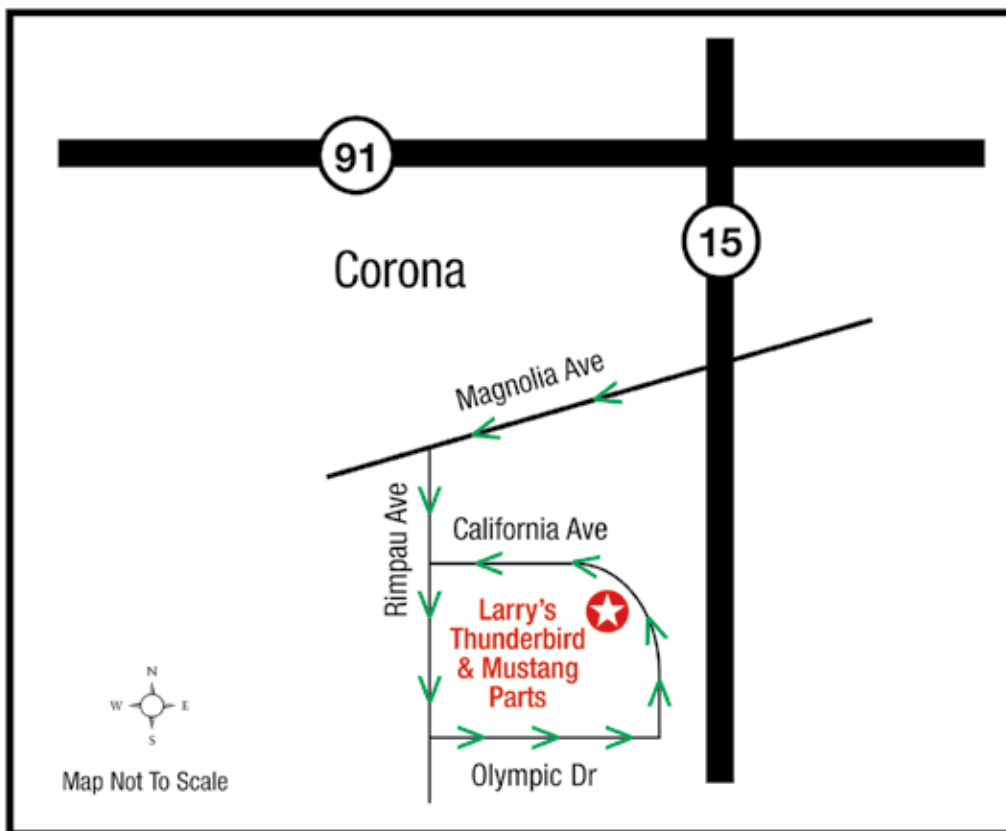 91
15
Corona
Magnolia Ave
Rimpau Ave
California Ave
Larry's
Thunderbird
& Mustang
Parts
Olympic Dr
N
W E
S
Map Not To Scale